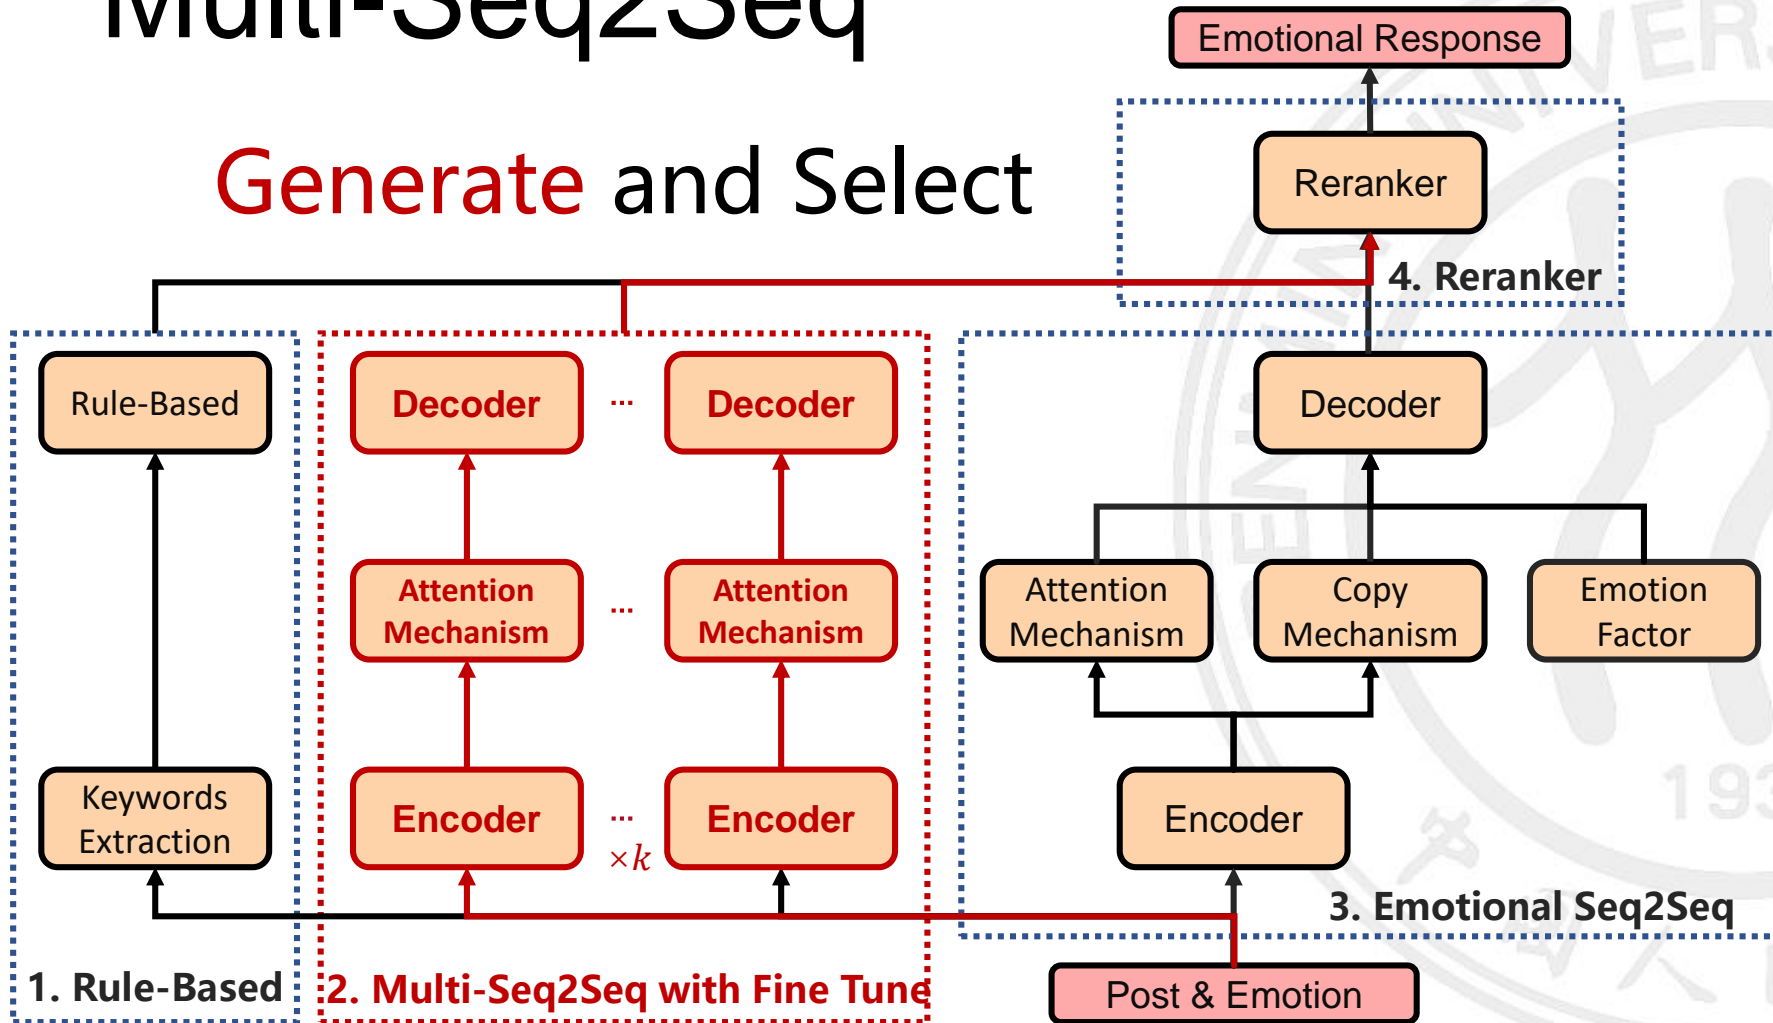 Multi-Seq2Seq
Emotional Response
Generate and Select
Reranker
4. Reranker
Rule-Based
Decoder
...
Decoder
Decoder
Attention
Mechanism
...
Attention
Mechanism
Attention
Mechanism
Copy
Mechanism
Emotion
Factor
Keywords
Extraction
Encoder
...
×k
Encoder
Encoder
3. Emotional Seq2Seq
1. Rule-Based
2. Multi-Seq2Seq with Fine Tune
Post & Emotion